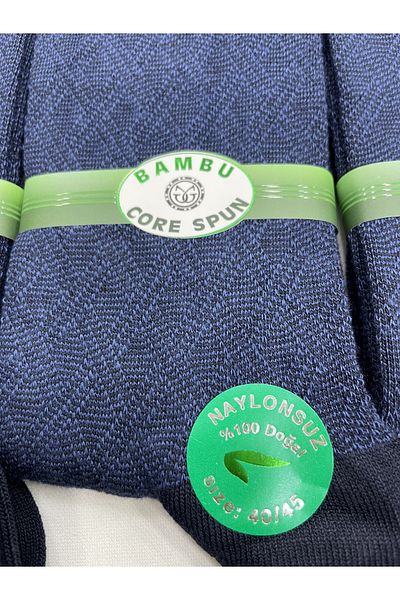 BAMBU
CORE SPUN
NAYLONSUZ
%100 Doğal
Size: 40/45